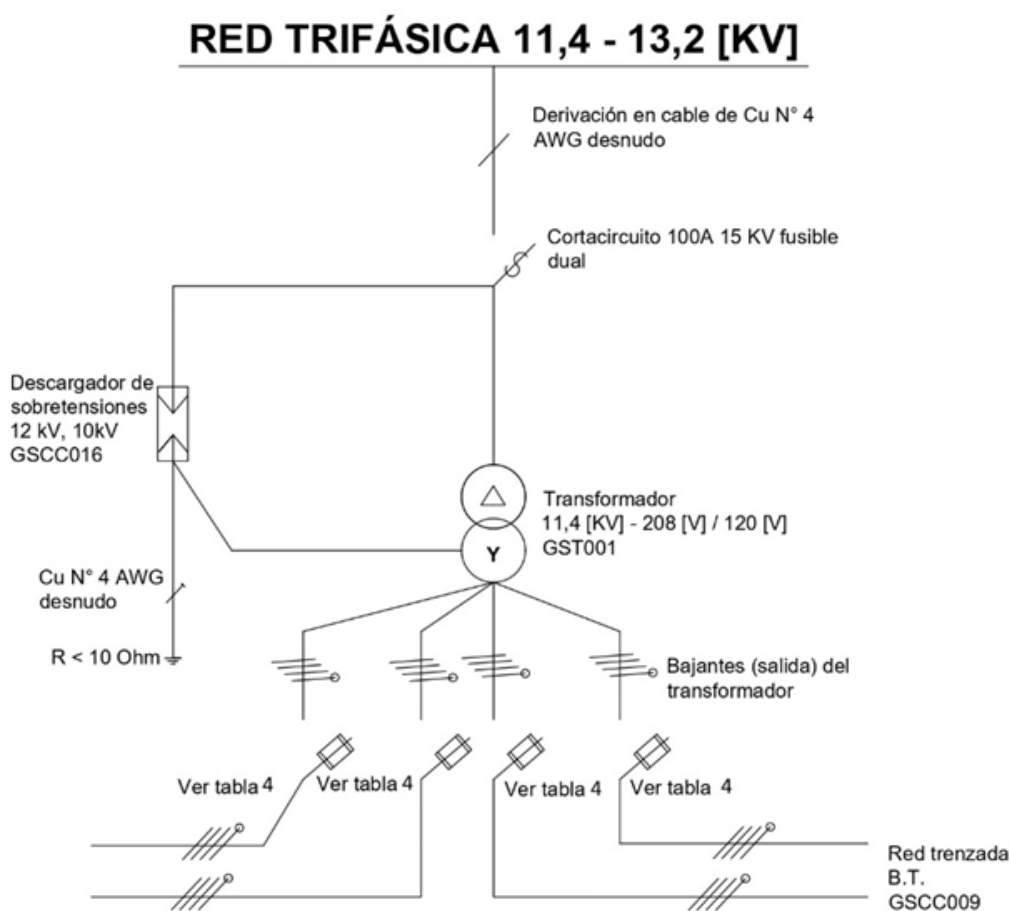 RED TRIFÁSICA 11,4 - 13,2 [KV]
Derivación en cable de Cu N° 4
AWG desnudo
Cortacircuito 100A 15 KV fusible
dual
Descargador de
sobretensiones
12 kV, 10kV
GSCC016
Transformador
11,4 [KV] - 208 [V] / 120 [V]
GST001
Y
Cu N° 4 AWG
desnudo
R < 10 Ohm
Bajantes (salida) del
transformador
Ver tabla 4
Ver tabla 4
Ver tabla 4
Ver tabla 4
Red trenzada
B.T.
GSCC009